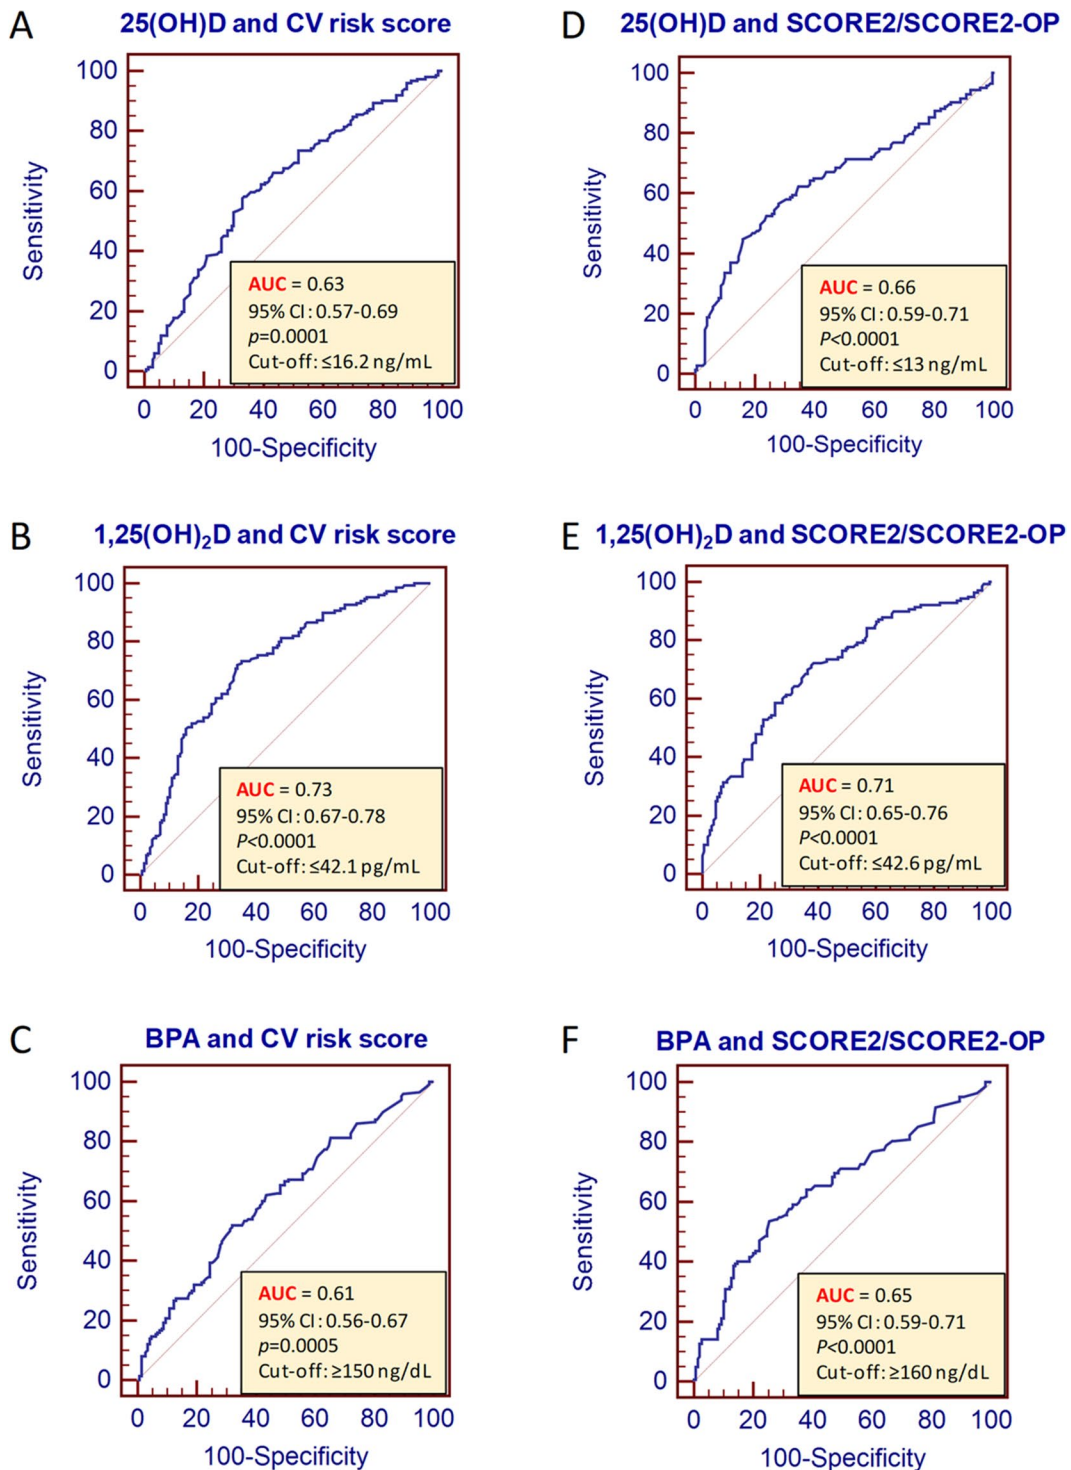 A
25(OH)D and CV risk score
100
80
60
40
20
0
Sensitivity
AUC = 0.63
95% CI: 0.57-0.69
p=0.0001
Cut-off: ≤16.2 ng/mL
0 20 40 60 80 100
100-Specificity
D
25(OH)D and SCORE2/SCORE2-OP
100
80
60
40
20
0
Sensitivity
AUC = 0.66
95% CI: 0.59-0.71
P<0.0001
Cut-off: ≤13 ng/mL
0 20 40 60 80 100
100-Specificity
B
1,25(OH)₂D and CV risk score
100
80
60
40
20
0
Sensitivity
AUC = 0.73
95% CI: 0.67-0.78
P<0.0001
Cut-off: ≤42.1 pg/mL
0 20 40 60 80 100
100-Specificity
E
1,25(OH)₂D and SCORE2/SCORE2-OP
100
80
60
40
20
0
Sensitivity
AUC = 0.71
95% CI: 0.65-0.76
P<0.0001
Cut-off: ≤42.6 pg/mL
0 20 40 60 80 100
100-Specificity
C
BPA and CV risk score
100
80
60
40
20
0
Sensitivity
AUC = 0.61
95% CI: 0.56-0.67
p=0.0005
Cut-off: ≥150 ng/dL
0 20 40 60 80 100
100-Specificity
F
BPA and SCORE2/SCORE2-OP
100
80
60
40
20
0
Sensitivity
AUC = 0.65
95% CI: 0.59-0.71
P<0.0001
Cut-off: ≥160 ng/dL
0 20 40 60 80 100
100-Specificity